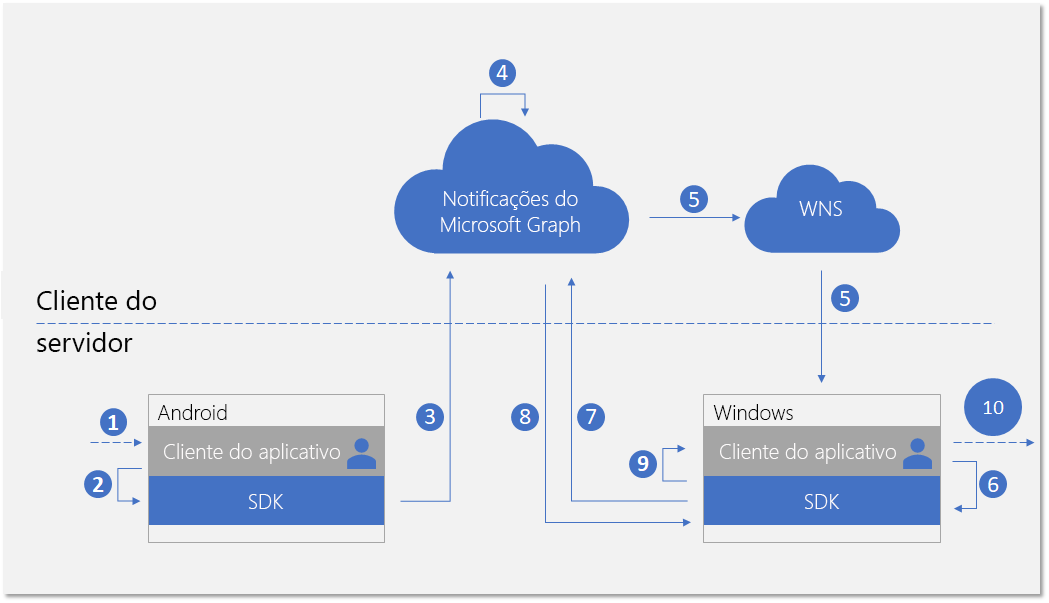 4
Notificações do
Microsoft Graph
5
WNS
Cliente do
5
servidor
Android
Windows
1
3
8
7
10
Cliente do aplicativo
Cliente do aplicativo
2
9
6
SDK
SDK